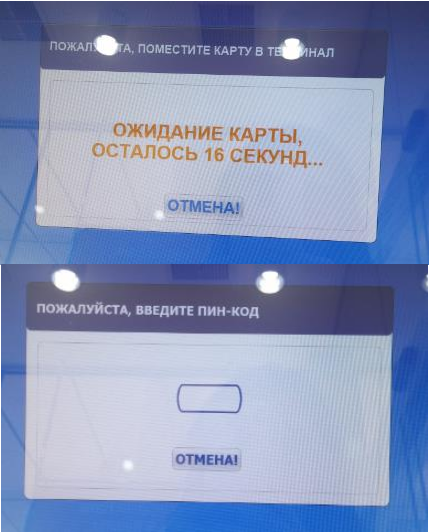 ПОЖАЛУЙСТА, ПОМЕСТИТЕ КАРТУ В ТЕРМИНАЛ
ОЖИДАНИЕ КАРТЫ,
ОСТАЛОСЬ 16 СЕКУНД...
ОТМЕНА!
ПОЖАЛУЙСТА, ВВЕДИТЕ ПИН-КОД
ОТМЕНА!